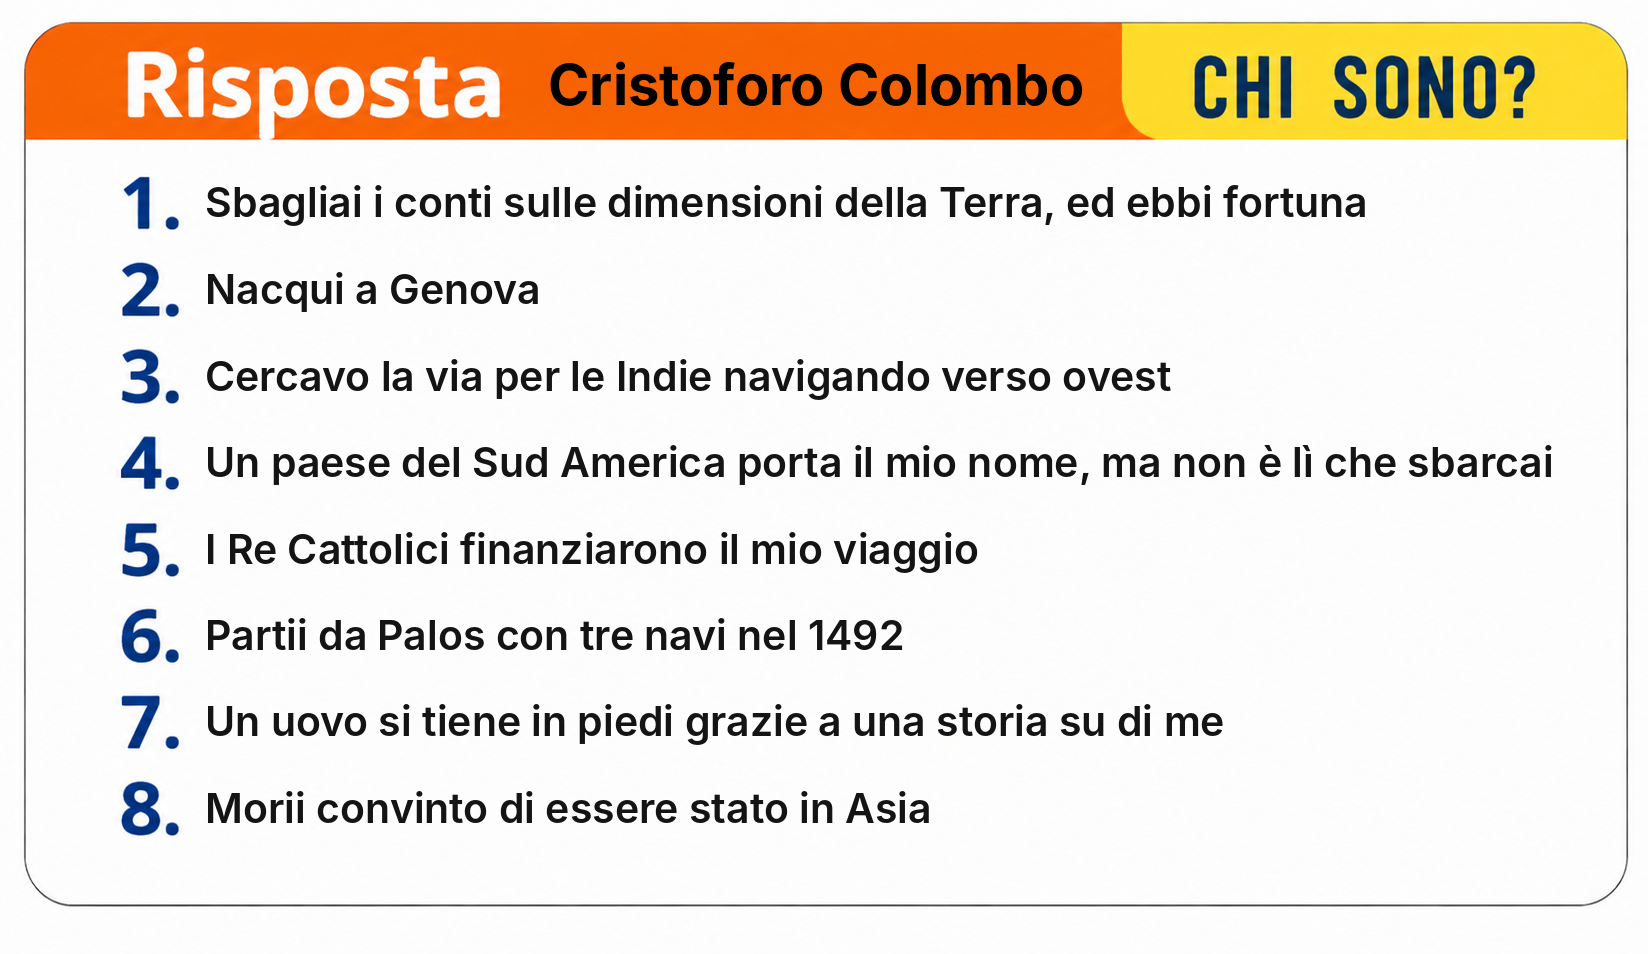 Risposta Cristoforo Colombo CHI SONO?
1. Sbagliai i conti sulle dimensioni della Terra, ed ebbi fortuna
2. Nacqui a Genova
3. Cercavo la via per le Indie navigando verso ovest
4. Un paese del Sud America porta il mio nome, ma non è lì che sbarcai
5. I Re Cattolici finanziarono il mio viaggio
6. Partii da Palos con tre navi nel 1492
7. Un uovo si tiene in piedi grazie a una storia su di me
8. Morii convinto di essere stato in Asia